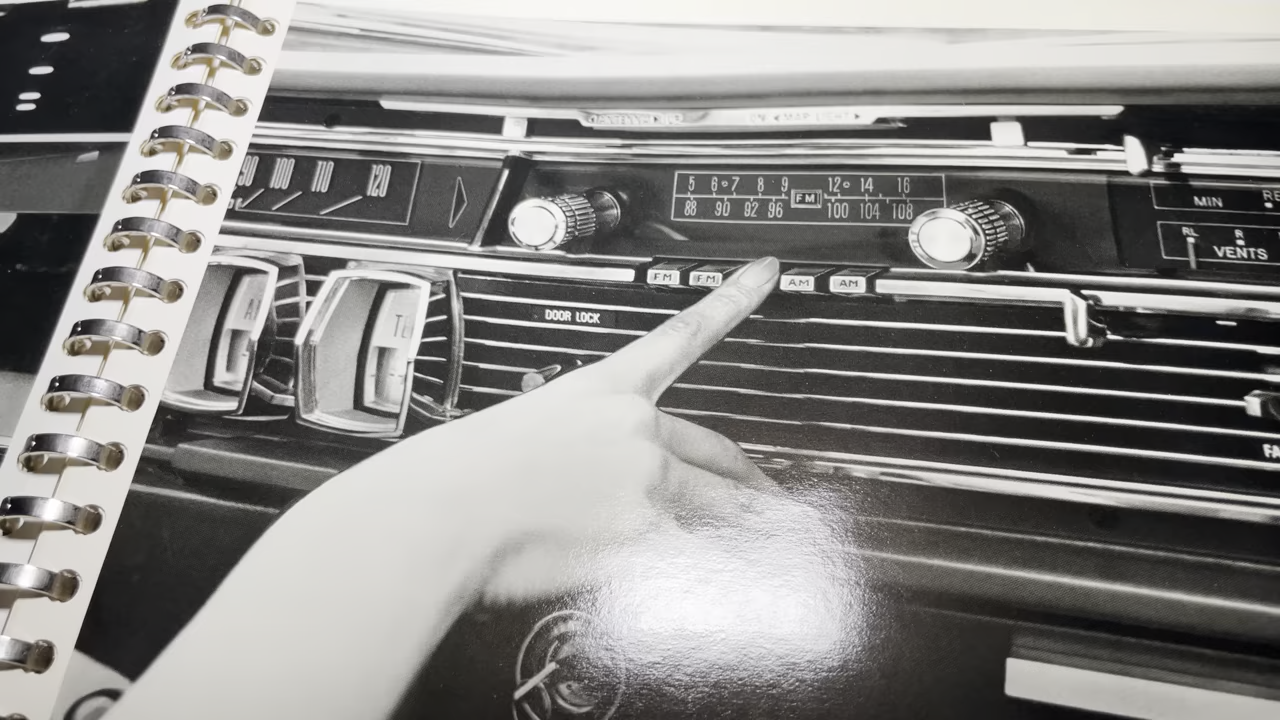 90 100 110 120
ON ◄ MAP LIGHT ►
5 6 7 8 9 12 14 16
FM
88 90 92 96 100 104 108
MIN
RL R
VENTS
FM FM AM AM
DOOR LOCK